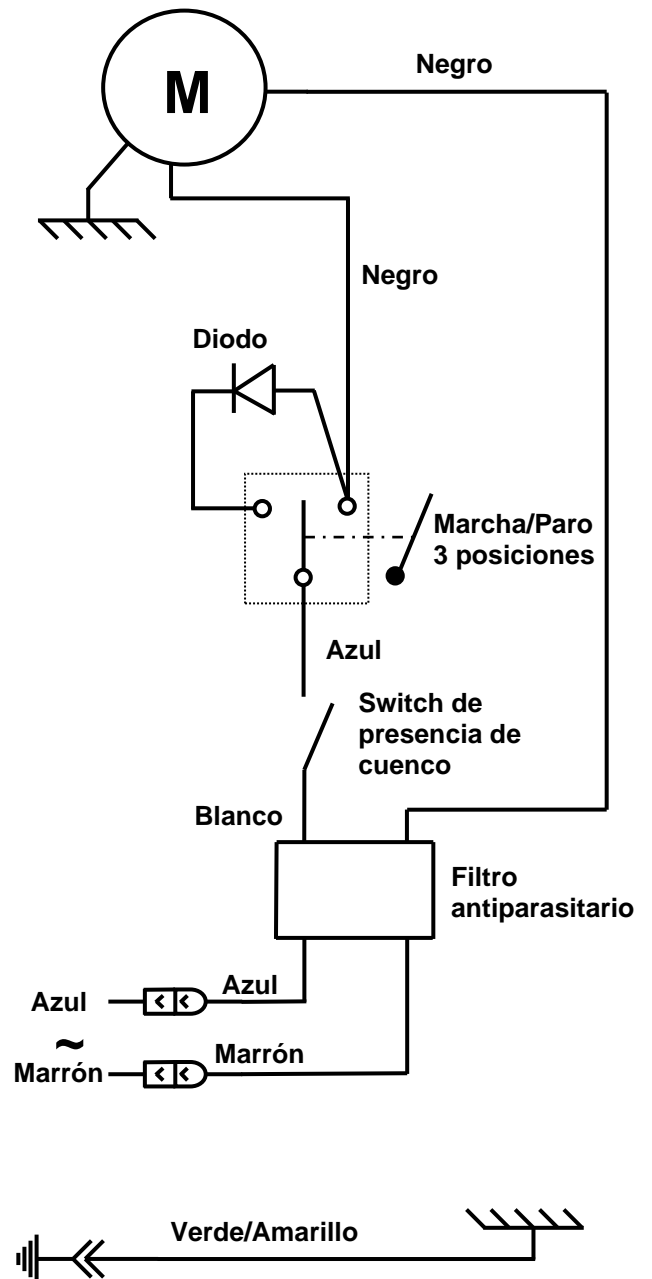 Negro
M
Negro
Diodo
Marcha/Paro
3 posiciones
Azul
Switch de
presencia de
cuenco
Blanco
Filtro
antiparasitario
Azul
Azul
~
Marrón
Marrón
Verde/Amarillo